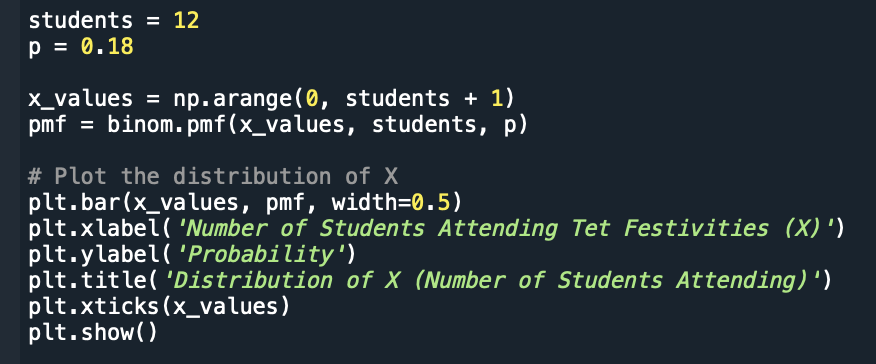 students = 12
p = 0.18
x_values = np.arange(0, students + 1)
pmf = binom.pmf(x_values, students, p)
# Plot the distribution of X
plt.bar(x_values, pmf, width=0.5)
plt.xlabel('Number of Students Attending Tet Festivities (X)')
plt.ylabel('Probability')
plt.title('Distribution of X (Number of Students Attending)')
plt.xticks(x_values)
plt.show()